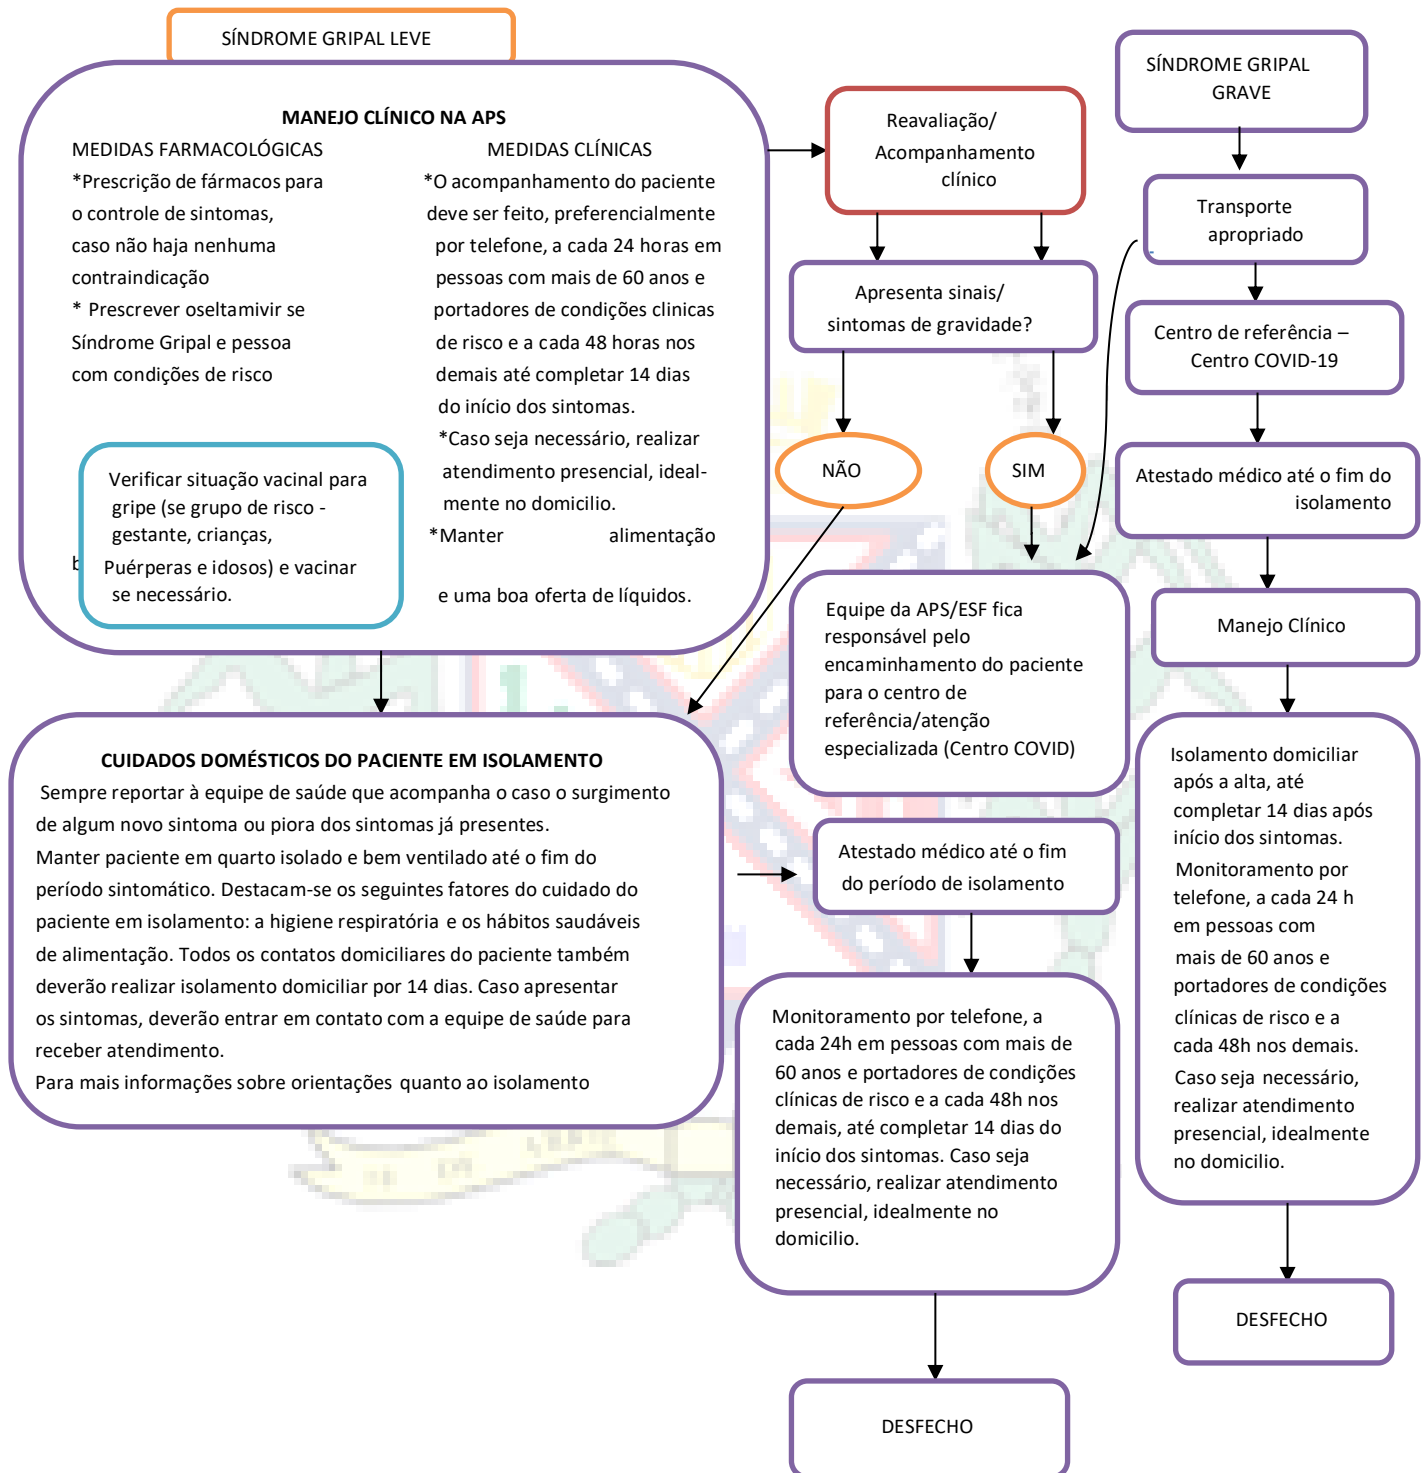 SÍNDROME GRIPAL LEVE
MANEJO CLÍNICO NA APS
MEDIDAS FARMACOLÓGICAS
*Prescrição de fármacos para
o controle de sintomas,
caso não haja nenhuma
contraindicação
* Prescrever oseltamivir se
Síndrome Gripal e pessoa
com condições de risco
MEDIDAS CLÍNICAS
*O acompanhamento do paciente
deve ser feito, preferencialmente
por telefone, a cada 24 horas em
pessoas com mais de 60 anos e
portadores de condições clinicas
de risco e a cada 48 horas nos
demais até completar 14 dias
do início dos sintomas.
*Caso seja necessário, realizar
atendimento presencial, ideal-
mente no domicilio.
*Manter alimentação
e uma boa oferta de líquidos.
Verificar situação vacinal para
gripe (se grupo de risco -
gestante, crianças,
Puérperas e idosos) e vacinar
se necessário.
Reavaliação/
Acompanhamento
clínico
Apresenta sinais/
sintomas de gravidade?
NÃO
SIM
Equipe da APS/ESF fica
responsável pelo
encaminhamento do paciente
para o centro de
referência/atenção
especializada (Centro COVID)
SÍNDROME GRIPAL
GRAVE
Transporte
apropriado
Centro de referência –
Centro COVID-19
Atestado médico até o fim do
isolamento
Manejo Clínico
Isolamento domiciliar
após a alta, até
completar 14 dias após
início dos sintomas.
Monitoramento por
telefone, a cada 24 h
em pessoas com
mais de 60 anos e
portadores de condições
clínicas de risco e a
cada 48h nos demais.
Caso seja necessário,
realizar atendimento
presencial, idealmente
no domicilio.
DESFECHO
CUIDADOS DOMÉSTICOS DO PACIENTE EM ISOLAMENTO
Sempre reportar à equipe de saúde que acompanha o caso o surgimento
de algum novo sintoma ou piora dos sintomas já presentes.
Manter paciente em quarto isolado e bem ventilado até o fim do
período sintomático. Destacam-se os seguintes fatores do cuidado do
paciente em isolamento: a higiene respiratória e os hábitos saudáveis
de alimentação. Todos os contatos domiciliares do paciente também
deverão realizar isolamento domiciliar por 14 dias. Caso apresentar
os sintomas, deverão entrar em contato com a equipe de saúde para
receber atendimento.
Para mais informações sobre orientações quanto ao isolamento
Atestado médico até o fim
do período de isolamento
Monitoramento por telefone, a
cada 24h em pessoas com mais de
60 anos e portadores de condições
clínicas de risco e a cada 48h nos
demais, até completar 14 dias do
início dos sintomas. Caso seja
necessário, realizar atendimento
presencial, idealmente no
domicilio.
DESFECHO